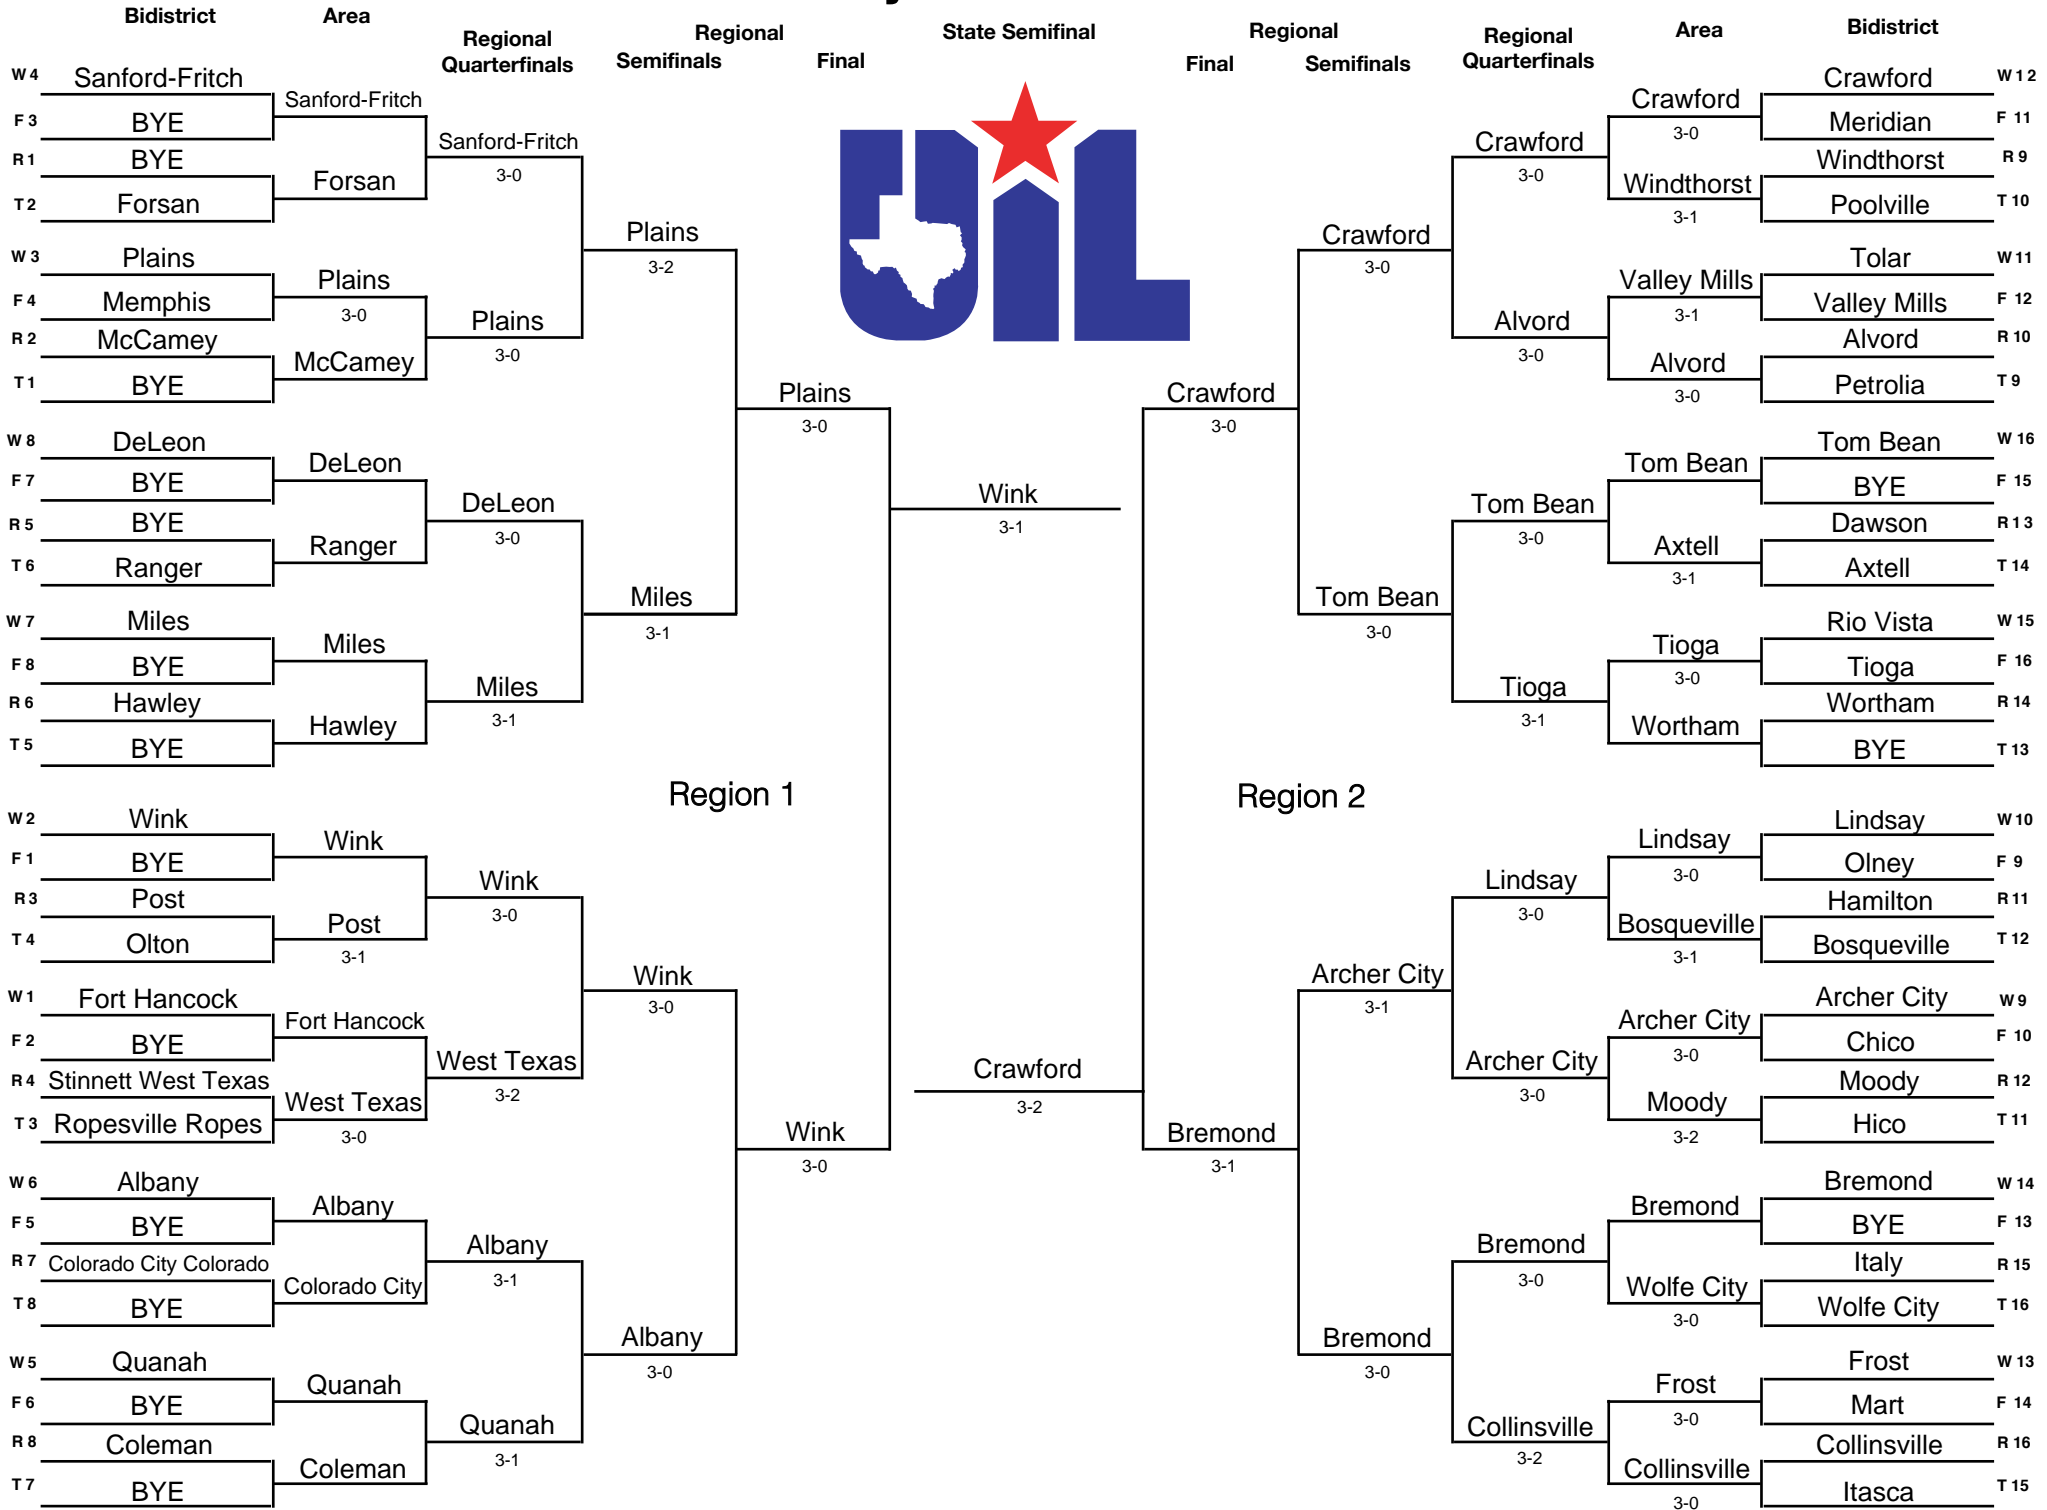 Bidistrict
Area
Regional
Quarterfinals
Regional
Semifinals
Final
State Semifinal
Regional
Final
Semifinals
Regional
Quarterfinals
Area
Bidistrict
W 4 Sanford-Fritch
F 3 BYE
R 1 BYE
T 2 Forsan
W 3 Plains
F 4 Memphis
R 2 McCamey
T 1 BYE
W 8 DeLeon
F 7 BYE
R 5 BYE
T 6 Ranger
W 7 Miles
F 8 BYE
R 6 Hawley
T 5 BYE
W 2 Wink
F 1 BYE
R 3 Post
T 4 Olton
W 1 Fort Hancock
F 2 BYE
R 4 Stinnett West Texas
T 3 Ropesville Ropes
W 6 Albany
F 5 BYE
R 7 Colorado City Colorado
T 8 BYE
W 5 Quanah
F 6 BYE
R 8 Coleman
T 7 BYE
Sanford-Fritch
Forsan
Plains
3-0
McCamey
DeLeon
Ranger
Miles
Hawley
Wink
Post
3-1
Fort Hancock
West Texas
3-0
Albany
Colorado City
Quanah
Coleman
Sanford-Fritch
3-0
Plains
3-0
DeLeon
3-0
Miles
3-1
Wink
3-0
West Texas
3-2
Albany
3-1
Quanah
3-1
Plains
3-2
Miles
3-1
Region 1
Wink
3-0
Albany
3-0
Plains
3-0
Wink
3-0
UIL
Wink
3-1
Crawford
3-2
Crawford
3-0
Bremond
3-1
Crawford
3-0
Tom Bean
3-0
Region 2
Archer City
3-1
Bremond
3-0
Crawford
3-0
Alvord
3-0
Tom Bean
3-0
Tioga
3-1
Lindsay
3-0
Archer City
3-0
Bremond
3-0
Collinsville
3-2
Crawford
3-0
Windthorst
3-1
Valley Mills
3-1
Alvord
3-0
Tom Bean
Axtell
3-1
Tioga
3-0
Wortham
Lindsay
3-0
Bosqueville
3-1
Archer City
3-0
Moody
3-2
Bremond
Wolfe City
3-0
Frost
3-0
Collinsville
3-0
Crawford W 12
Meridian F 11
Windthorst R 9
Poolville T 10
Tolar W 11
Valley Mills F 12
Alvord R 10
Petrolia T 9
Tom Bean W 16
BYE F 15
Dawson R 13
Axtell T 14
Rio Vista W 15
Tioga F 16
Wortham R 14
BYE T 13
Lindsay W 10
Olney F 9
Hamilton R 11
Bosqueville T 12
Archer City W 9
Chico F 10
Moody R 12
Hico T 11
Bremond W 14
BYE F 13
Italy R 15
Wolfe City T 16
Frost W 13
Mart F 14
Collinsville R 16
Itasca T 15